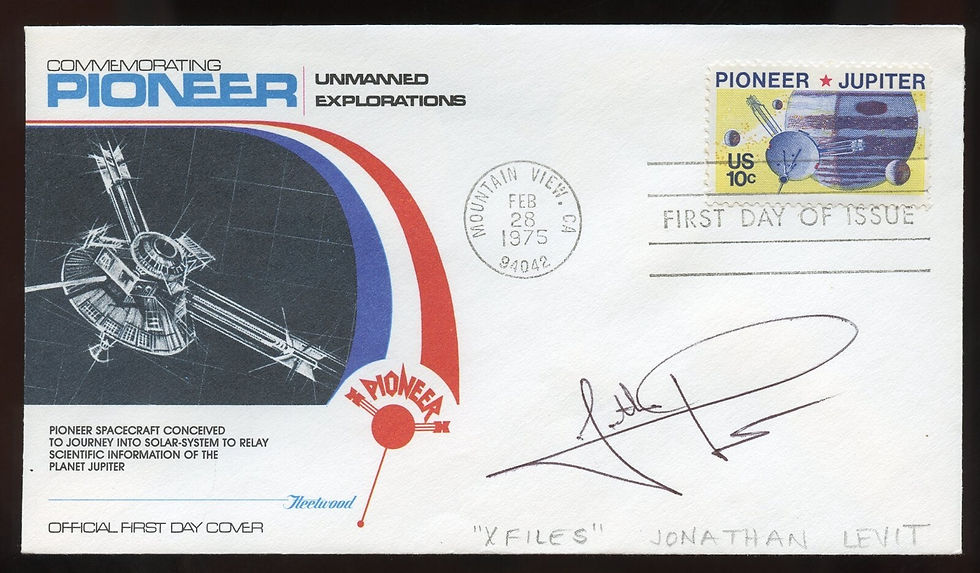 COMMEMORATING
PIONEER
UNMANNED
EXPLORATIONS
PIONEER ★ JUPITER
US
10c
MOUNTAIN VIEW, CA
FEB
28
1975
94042
FIRST DAY OF ISSUE
PIONEER
PIONEER SPACECRAFT CONCEIVED
TO JOURNEY INTO SOLAR-SYSTEM TO RELAY
SCIENTIFIC INFORMATION OF THE
PLANET JUPITER
Fleetwood
OFFICIAL FIRST DAY COVER
"XFILES" JONATHAN LEVIT